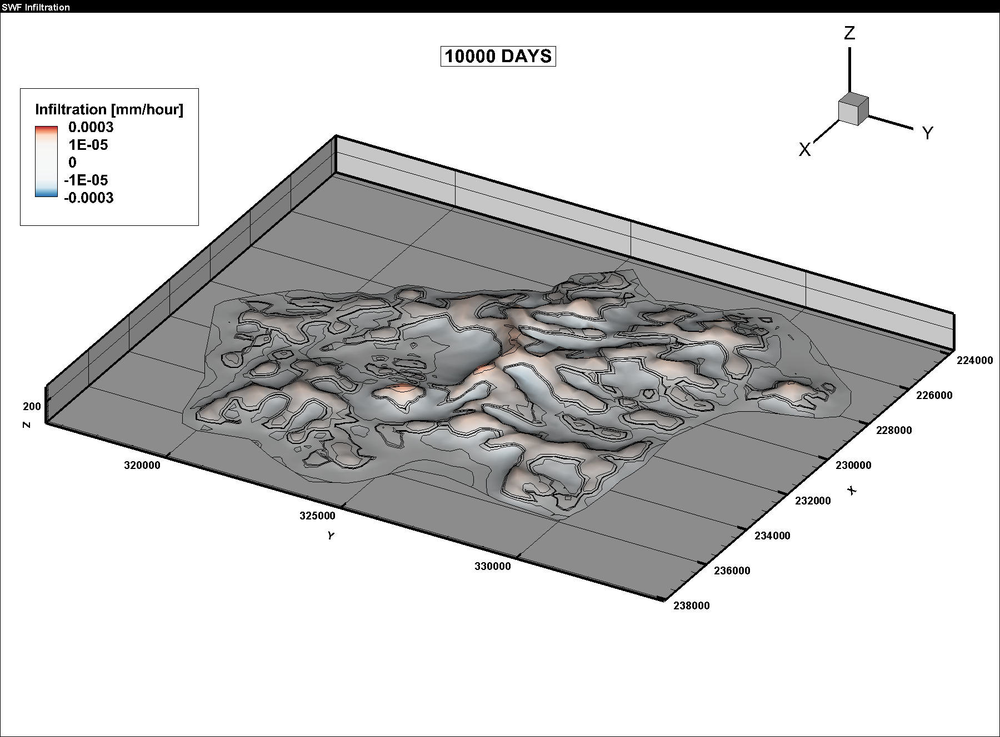 SWF Infiltration
10000 DAYS
Z
Y
X
Infiltration [mm/hour]
0.0003
1E-05
0
-1E-05
-0.0003
200
Z
320000
325000
330000
Y
224000
226000
228000
230000
232000
234000
236000
238000
X